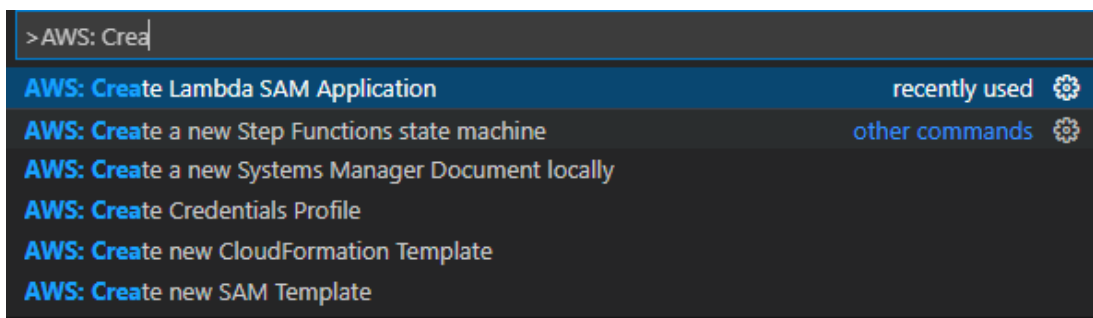 >AWS: Crea
AWS: Create Lambda SAM Application recently used
AWS: Create a new Step Functions state machine other commands
AWS: Create a new Systems Manager Document locally
AWS: Create Credentials Profile
AWS: Create new CloudFormation Template
AWS: Create new SAM Template